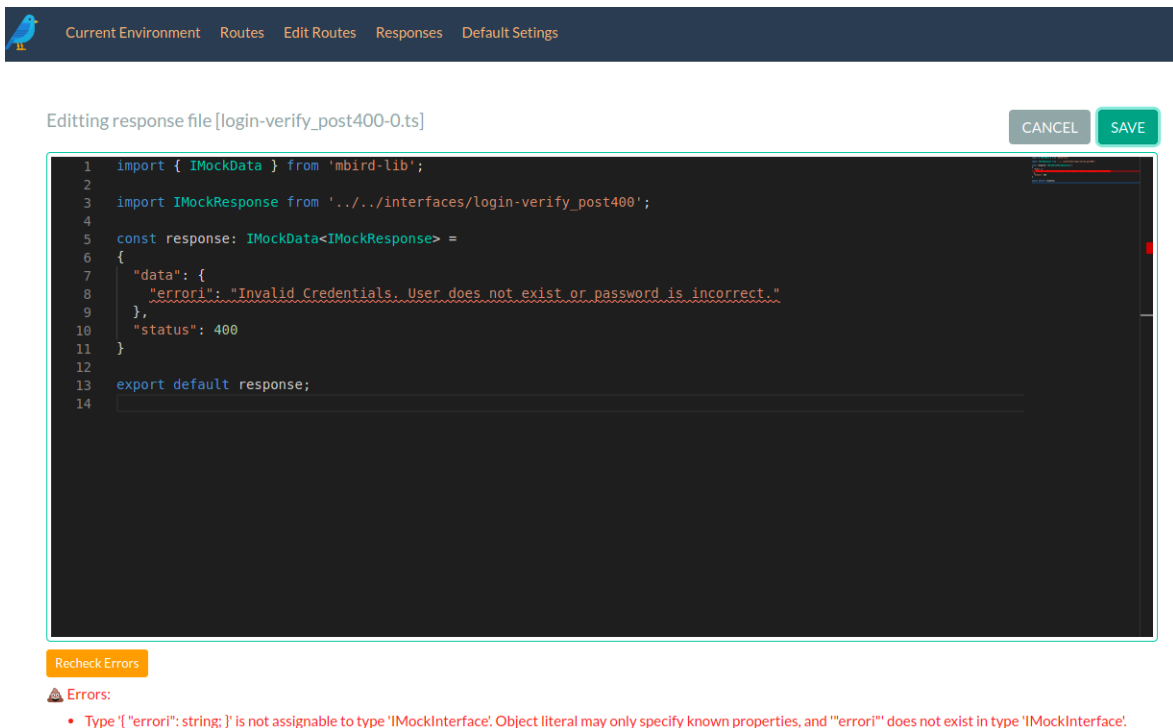 Current Environment Routes Edit Routes Responses Default Setings
Editting response file [login-verify_post400-0.ts]
CANCEL SAVE
1 import { IMockData } from 'mbird-lib';
2
3 import IMockResponse from '../../interfaces/login-verify_post400';
4
5 const response: IMockData<IMockResponse> =
6 {
7 "data": {
8 "errori": "Invalid Credentials. User does not exist or password is incorrect."
9 },
10 "status": 400
11 }
12
13 export default response;
14
Recheck Errors
💩 Errors:
• Type '{ "errori": string; }' is not assignable to type 'IMockInterface'. Object literal may only specify known properties, and '"errori"' does not exist in type 'IMockInterface'.